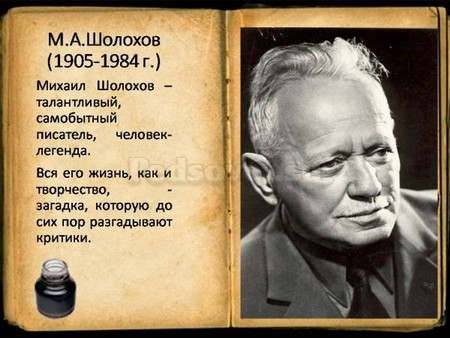 М.А.Шолохов
(1905-1984 г.)
Михаил Шолохов –
талантливый,
самобытный
писатель, человек-
легенда.
Вся его жизнь, как и
творчество, -
загадка, которую до
сих пор разгадывают
критики.